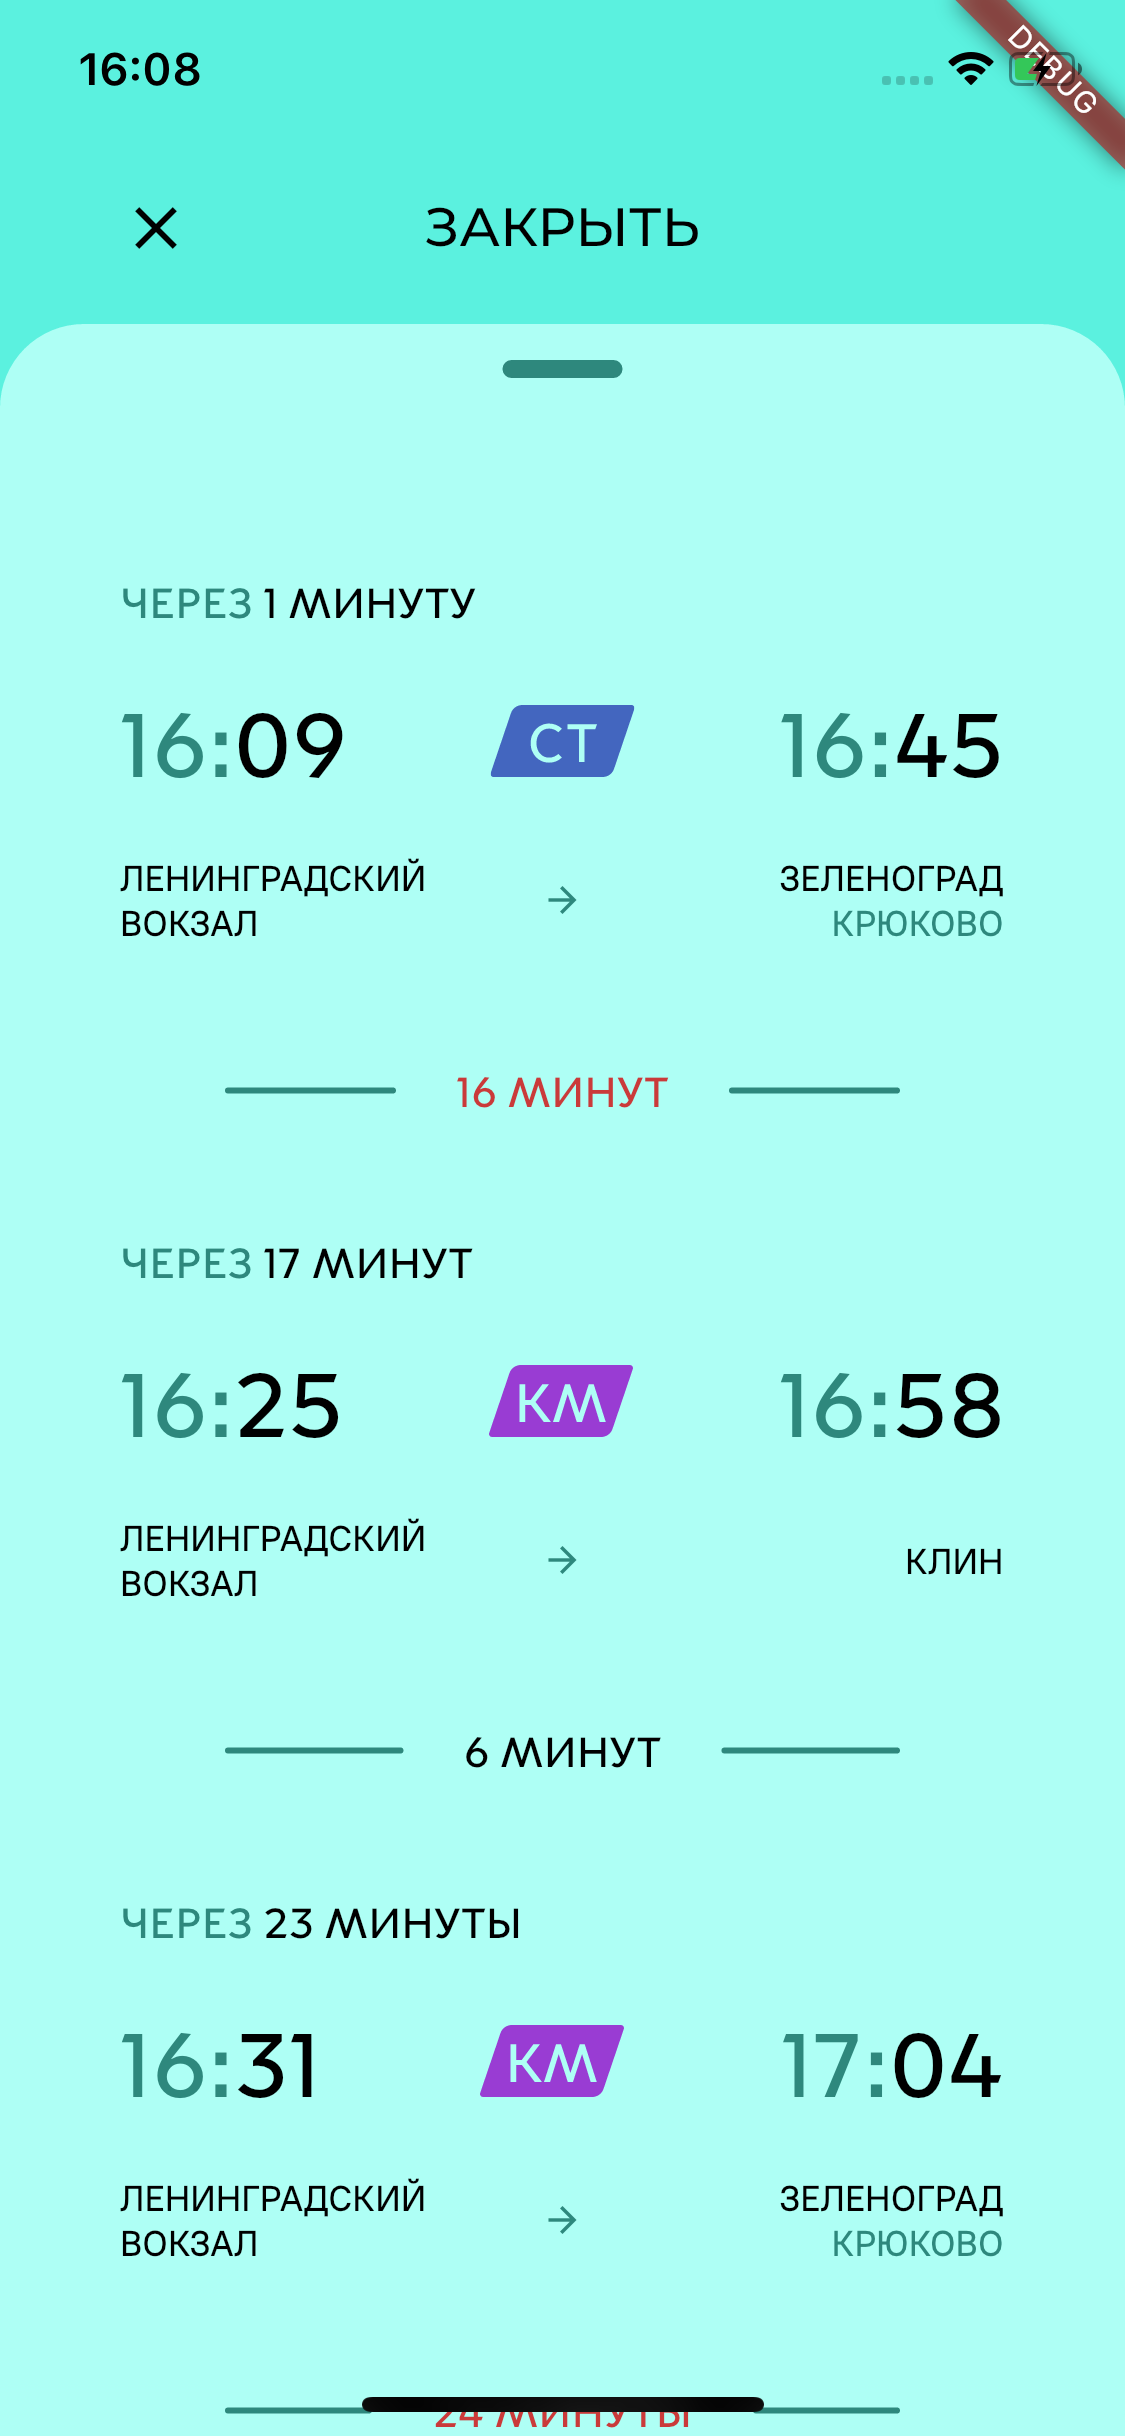 16:08
DEBUG
ЗАКРЫТЬ
ЧЕРЕЗ 1 МИНУТУ
16:09 СТ 16:45
ЛЕНИНГРАДСКИЙ
ВОКЗАЛ
→
ЗЕЛЕНОГРАД
КРЮКОВО
16 МИНУТ
ЧЕРЕЗ 17 МИНУТ
16:25 КМ 16:58
ЛЕНИНГРАДСКИЙ
ВОКЗАЛ
→
КЛИН
6 МИНУТ
ЧЕРЕЗ 23 МИНУТЫ
16:31 КМ 17:04
ЛЕНИНГРАДСКИЙ
ВОКЗАЛ
→
ЗЕЛЕНОГРАД
КРЮКОВО
24 МИНУТЫ